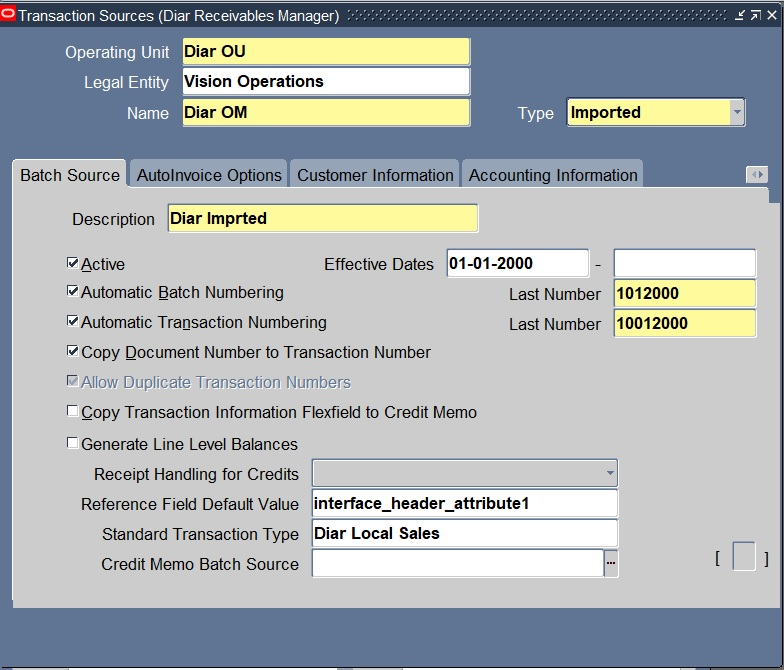 Transaction Sources (Diar Receivables Manager)
Operating Unit Diar OU
Legal Entity Vision Operations
Name Diar OM Type Imported
Batch Source AutoInvoice Options Customer Information Accounting Information
Description Diar Imprted
Active Effective Dates 01-01-2000 -
Automatic Batch Numbering Last Number 1012000
Automatic Transaction Numbering Last Number 10012000
Copy Document Number to Transaction Number
Allow Duplicate Transaction Numbers
Copy Transaction Information Flexfield to Credit Memo
Generate Line Level Balances
Receipt Handling for Credits
Reference Field Default Value interface_header_attribute1
Standard Transaction Type Diar Local Sales
Credit Memo Batch Source ... [ ]